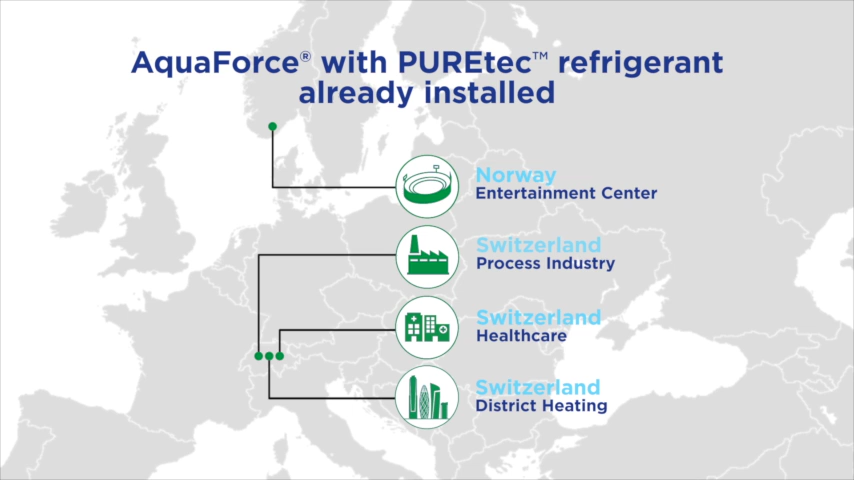 AquaForce® with PUREtec™ refrigerant
already installed
Norway
Entertainment Center
Switzerland
Process Industry
Switzerland
Healthcare
Switzerland
District Heating